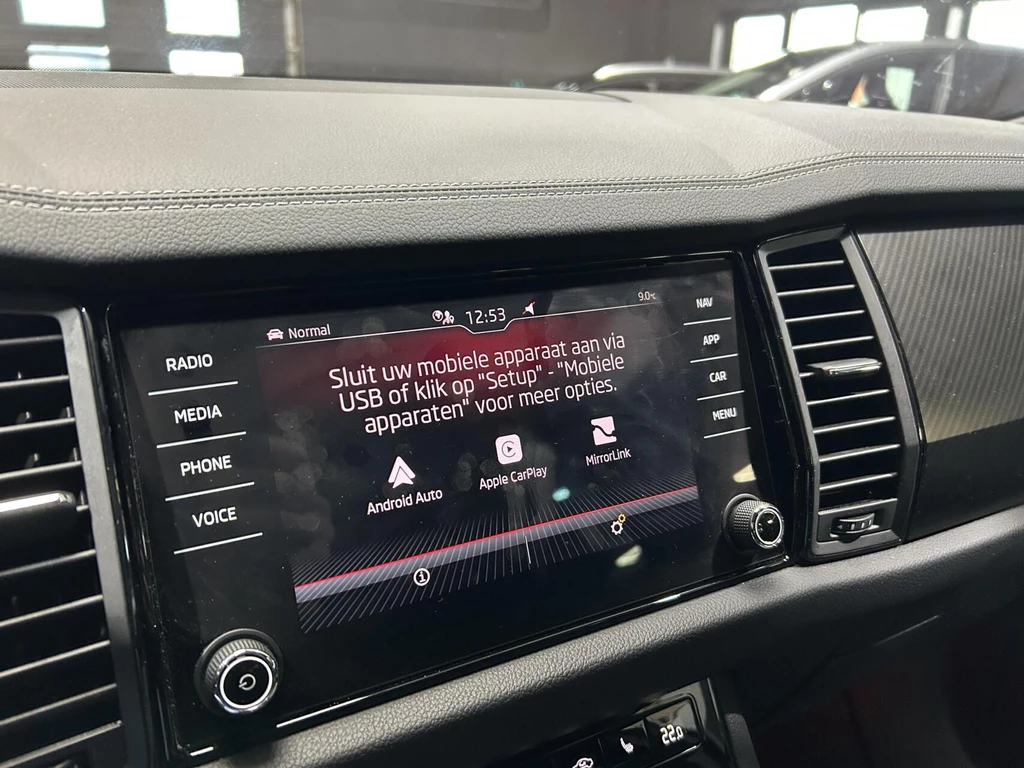 Normal
12:53
9.0°C
RADIO
MEDIA
PHONE
VOICE
Sluit uw mobiele apparaat aan via
USB of klik op "Setup" - "Mobiele
apparaten" voor meer opties.
Android Auto
Apple CarPlay
MirrorLink
NAV
APP
CAR
MENU
22.0